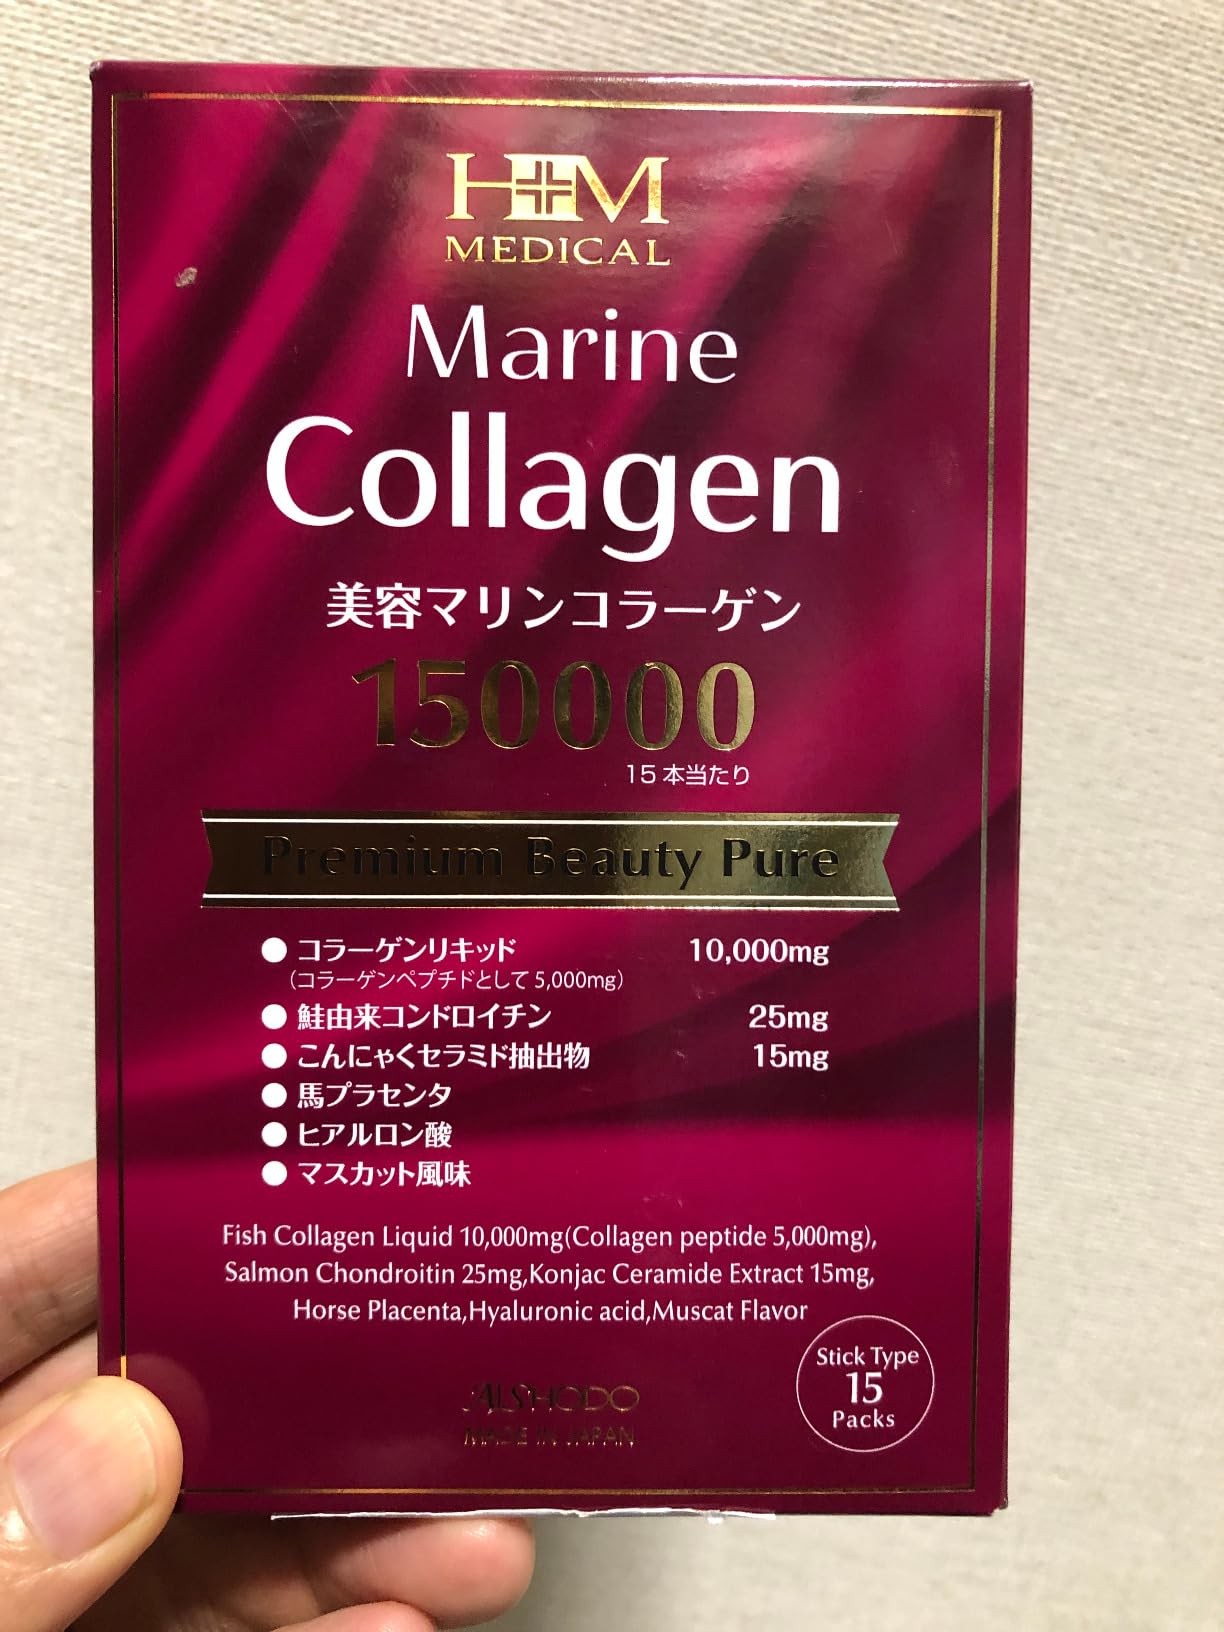 H✚M
MEDICAL
Marine
Collagen
美容マリンコラーゲン
150000
15本当たり
Premium Beauty Pure
● コラーゲンリキッド 10,000mg
（コラーゲンペプチドとして 5,000mg）
● 鮭由来コンドロイチン 25mg
● こんにゃくセラミド抽出物 15mg
● 馬プラセンタ
● ヒアルロン酸
● マスカット風味
Fish Collagen Liquid 10,000mg(Collagen peptide 5,000mg),
Salmon Chondroitin 25mg,Konjac Ceramide Extract 15mg,
Horse Placenta,Hyaluronic acid,Muscat Flavor
Stick Type
15
Packs
AISHODO
MADE IN JAPAN